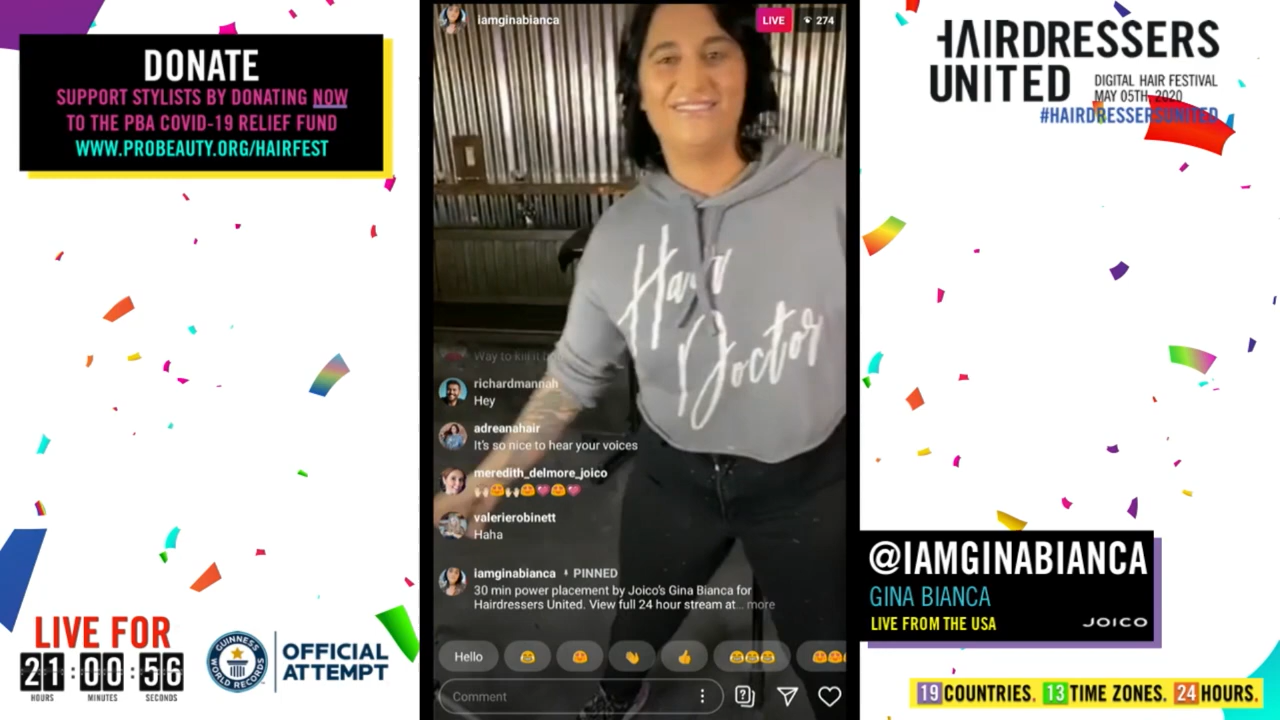 DONATE
SUPPORT STYLISTS BY DONATING NOW
TO THE PBA COVID-19 RELIEF FUND
WWW.PROBEAUTY.ORG/HAIRFEST
LIVE FOR
21:00:56
HOURS MINUTES SECONDS
GUINNESS
WORLD RECORDS
OFFICIAL
ATTEMPT
iamginabianca
LIVE 274
Hair
Doctor
Way to kill it bob
richardmannah
Hey
adreanahair
It's so nice to hear your voices
meredith_delmore_joico
🙌🏻🤗🙌🏻🤗💗🤗💗
valerierobinett
Haha
iamginabianca PINNED
30 min power placement by Joico's Gina Bianca for
Hairdressers United. View full 24 hour stream at... more
Hello 😂 🤗 👏 👍 😂😂😂 🤗🤗
Comment
HAIRDRESSERS
UNITED
DIGITAL HAIR FESTIVAL
MAY 05TH, 2020
#HAIRDRESSERSUNITED
@IAMGINABIANCA
GINA BIANCA
LIVE FROM THE USA
JOICO
19 COUNTRIES. 13 TIME ZONES. 24 HOURS.